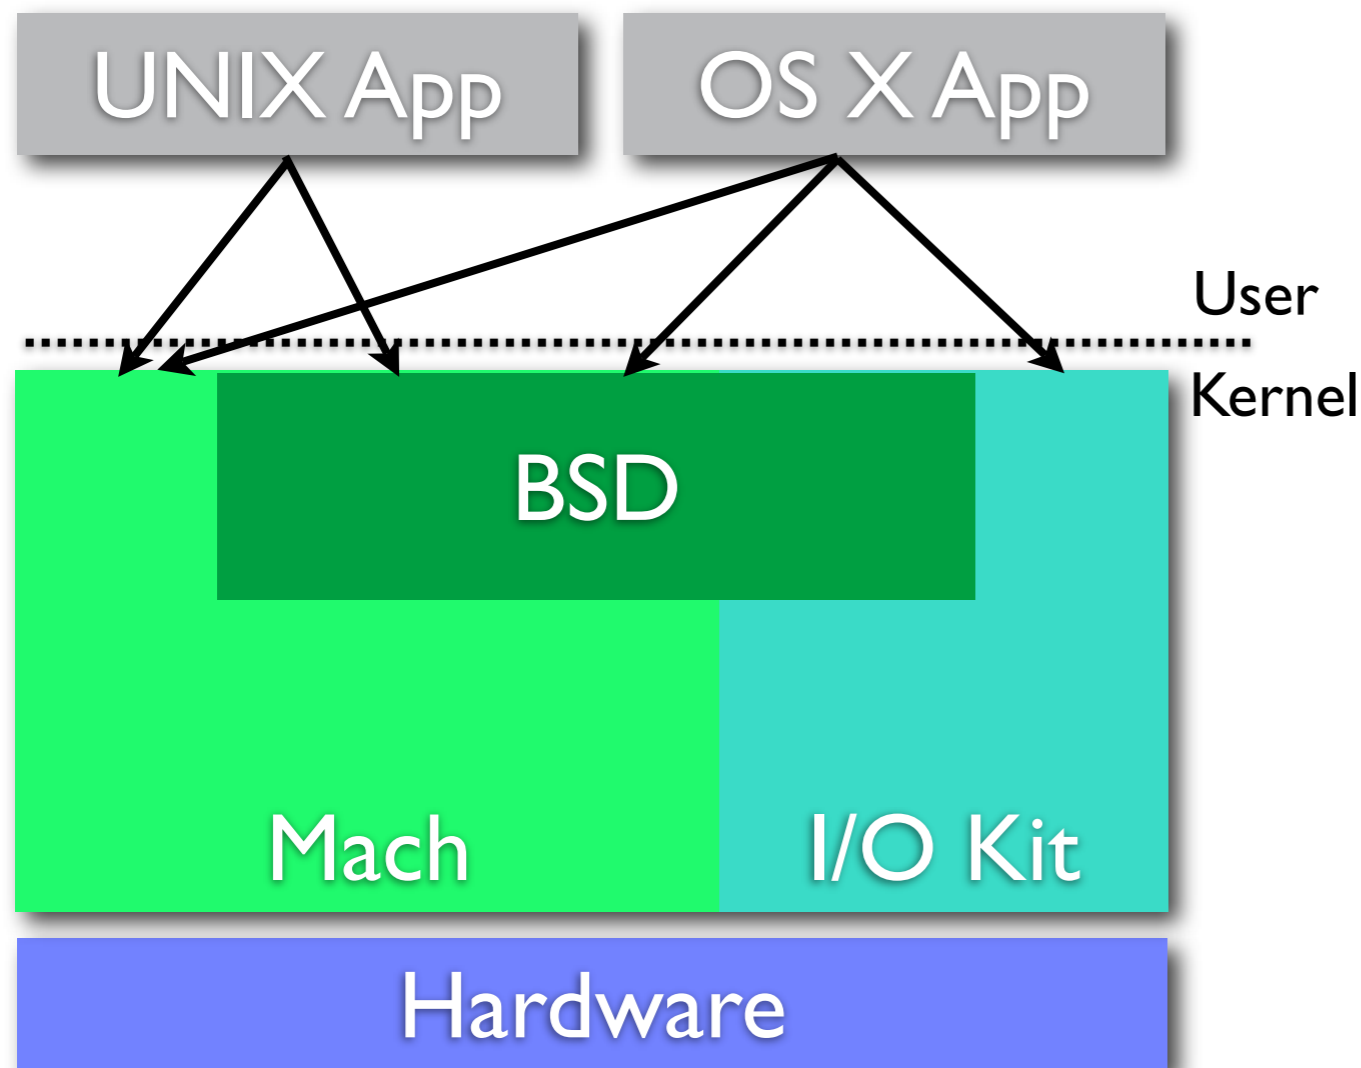 UNIX App
OS X App
User
Kernel
BSD
Mach
I/O Kit
Hardware